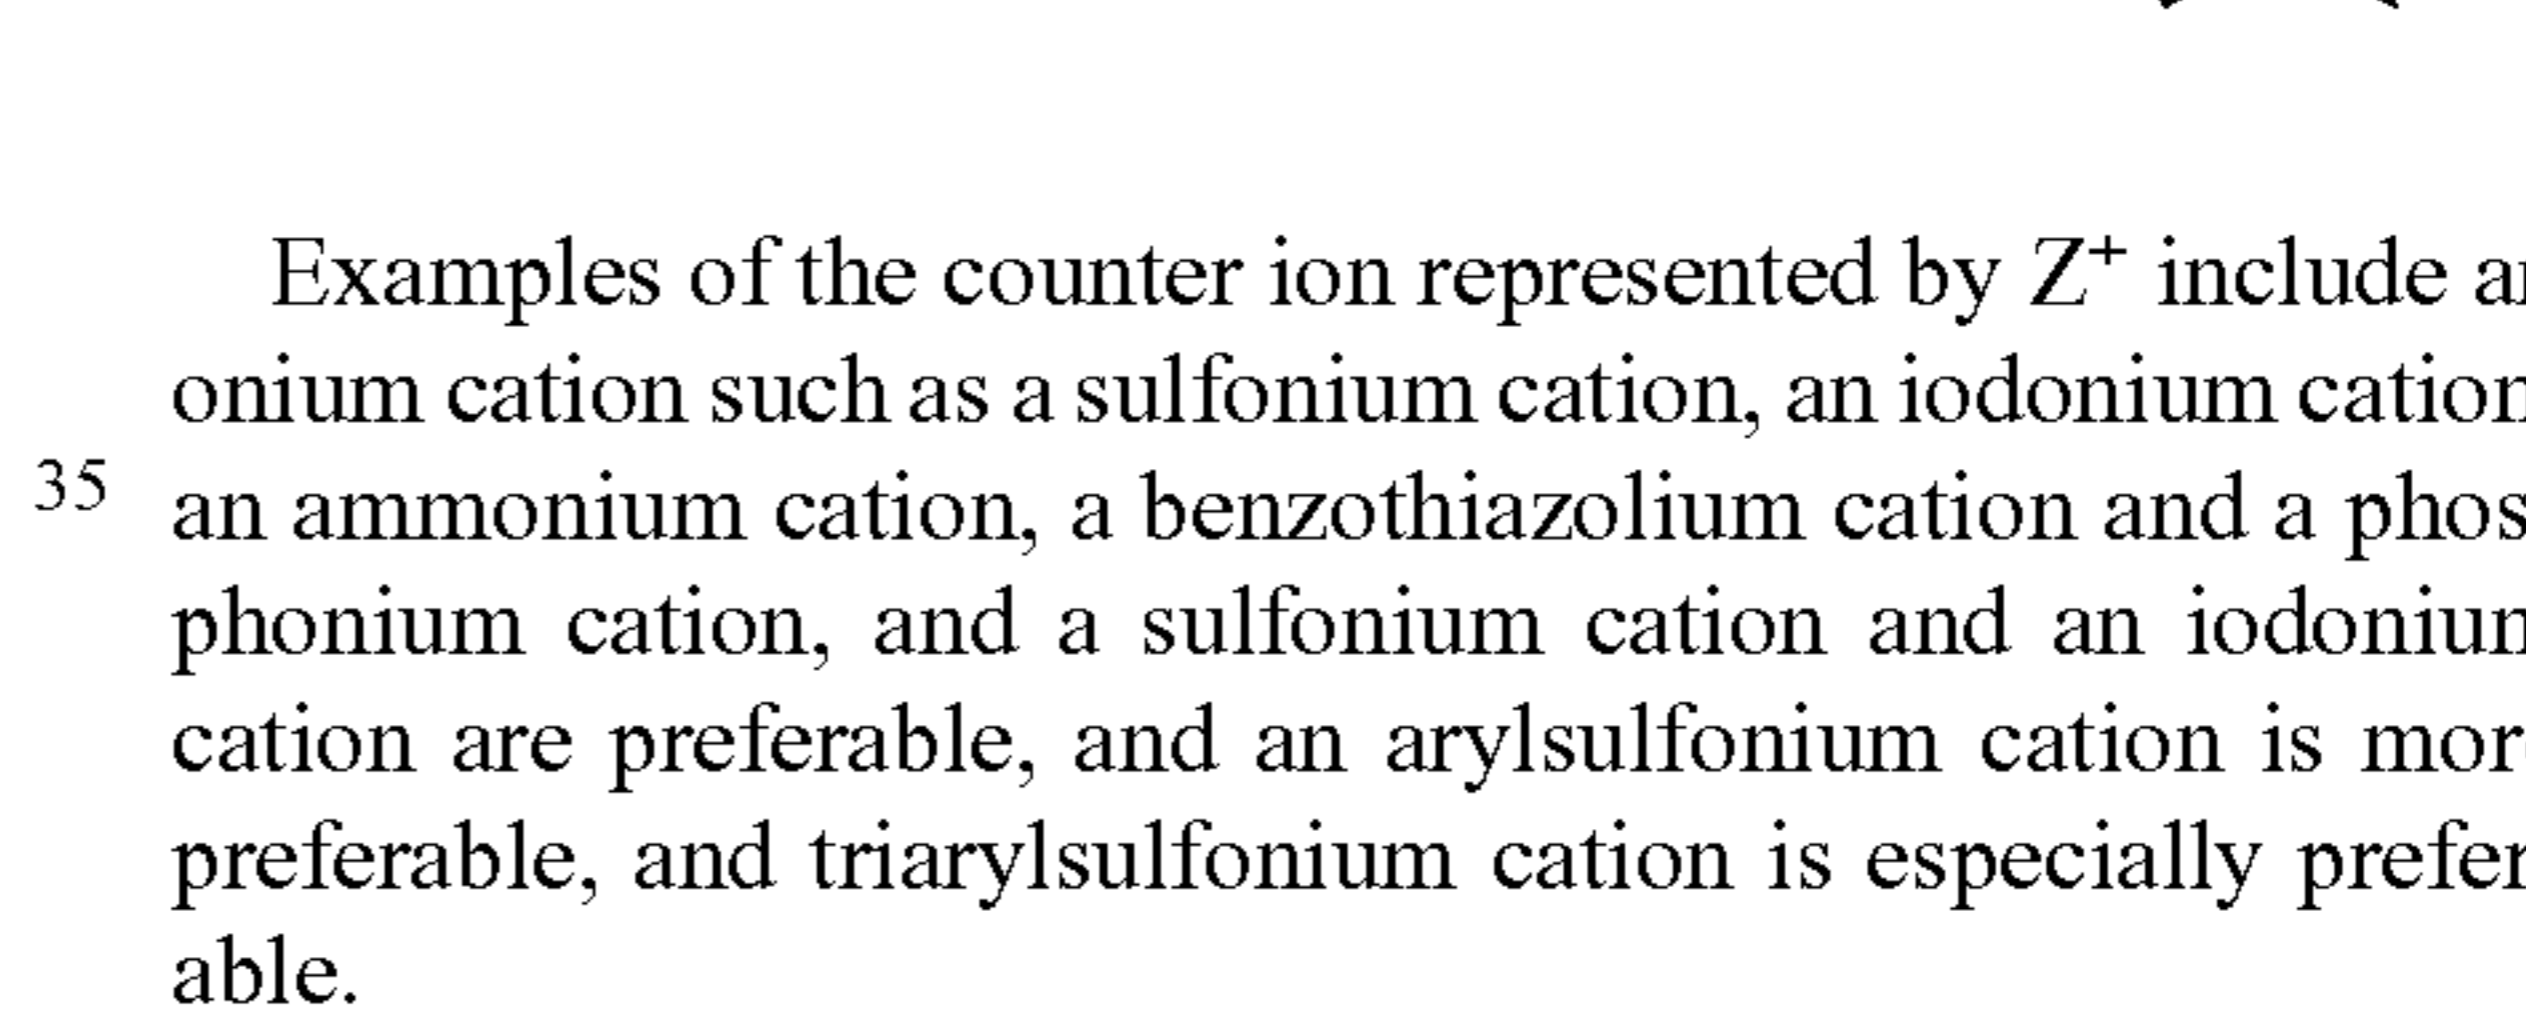 Examples of the counter ion represented by Z⁺ include an
onium cation such as a sulfonium cation, an iodonium cation
35 an ammonium cation, a benzothiazolium cation and a phos
phonium cation, and a sulfonium cation and an iodonium
cation are preferable, and an arylsulfonium cation is more
preferable, and triarylsulfonium cation is especially prefer
able.